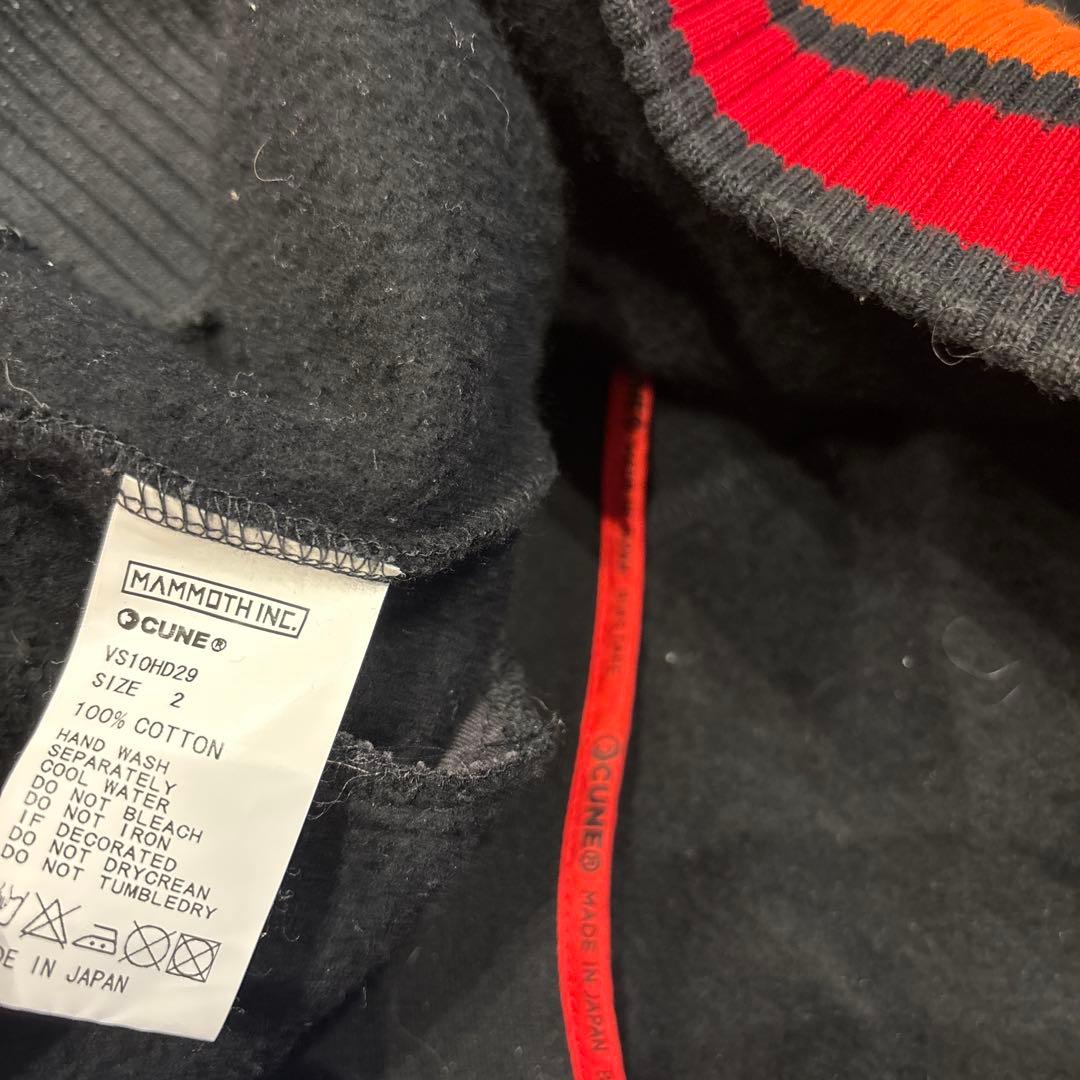 MAMMOTH INC.
CUNE®
VS10HD29
SIZE 2
100% COTTON
HAND WASH
SEPARATELY
COOL WATER
DO NOT BLEACH
DO NOT IRON
IF DECORATED
DO NOT DRYCREAN
DO NOT TUMBLEDRY
DE IN JAPAN
CUNE® MADE IN JAPAN